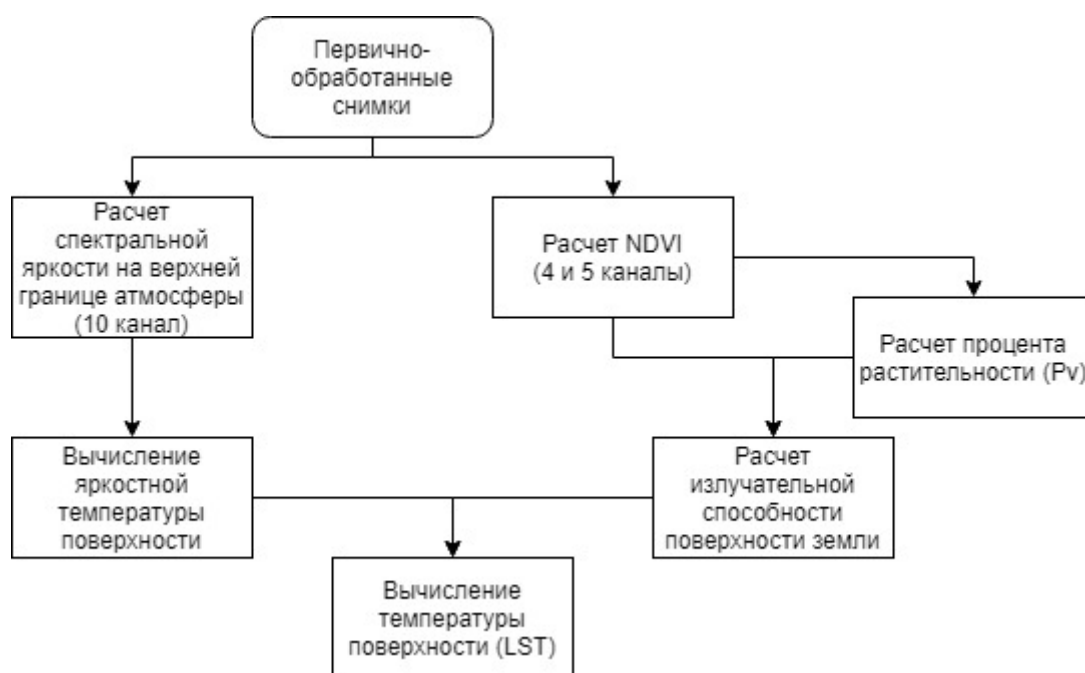 Первично-
обработанные
снимки
Расчет
спектральной
яркости на верхней
границе атмосферы
(10 канал)
Расчет NDVI
(4 и 5 каналы)
Расчет процента
растительности (Pv)
Вычисление
яркостной
температуры
поверхности
Расчет
излучательной
способности
поверхности земли
Вычисление
температуры
поверхности (LST)